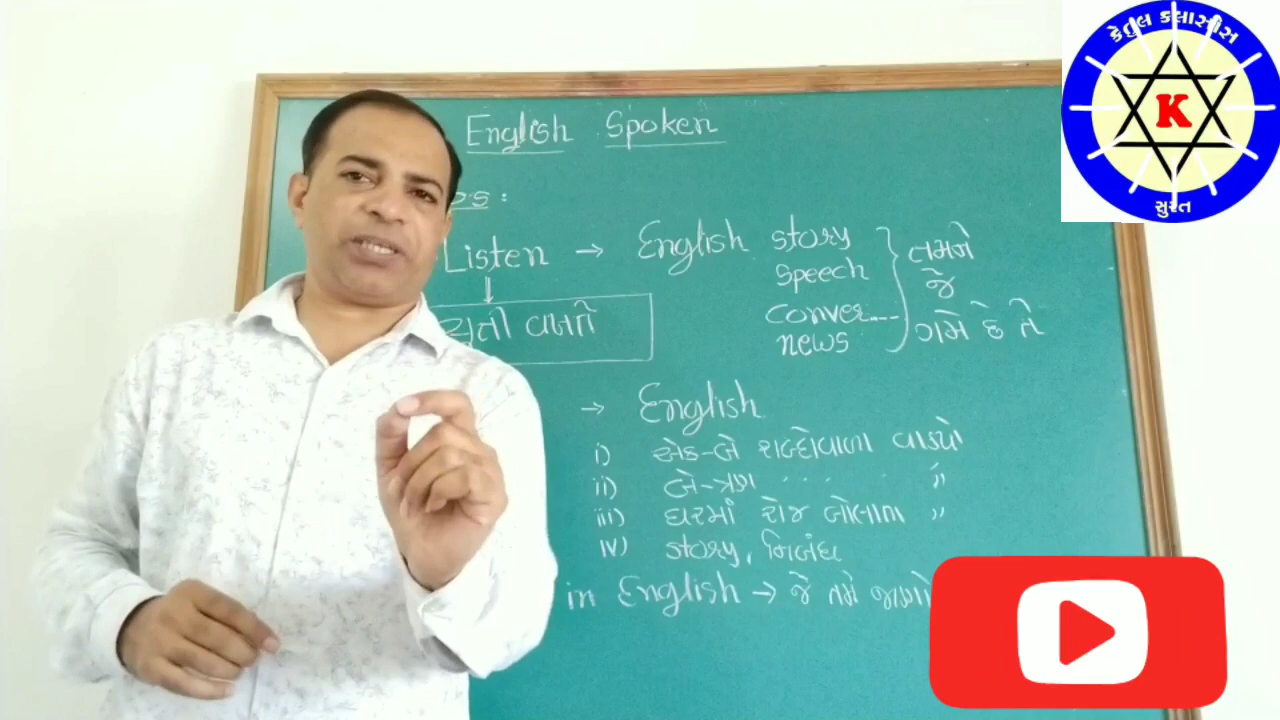 કેતુલ ક્લાસીસ
K
સુરત
English Spoken
Listen → English story
speech
conver....
news
તમને
જે
ગમે છે તે
સુતી વખતે
→ English
i) એક-બે શબ્દોવાળા વાક્યો
ii) બે-ત્રણ . . . . . . "
iii) ઘરમાં રોજ બોલાતા "
iv) story, નિબંધ
in English → જે તમે જાણો